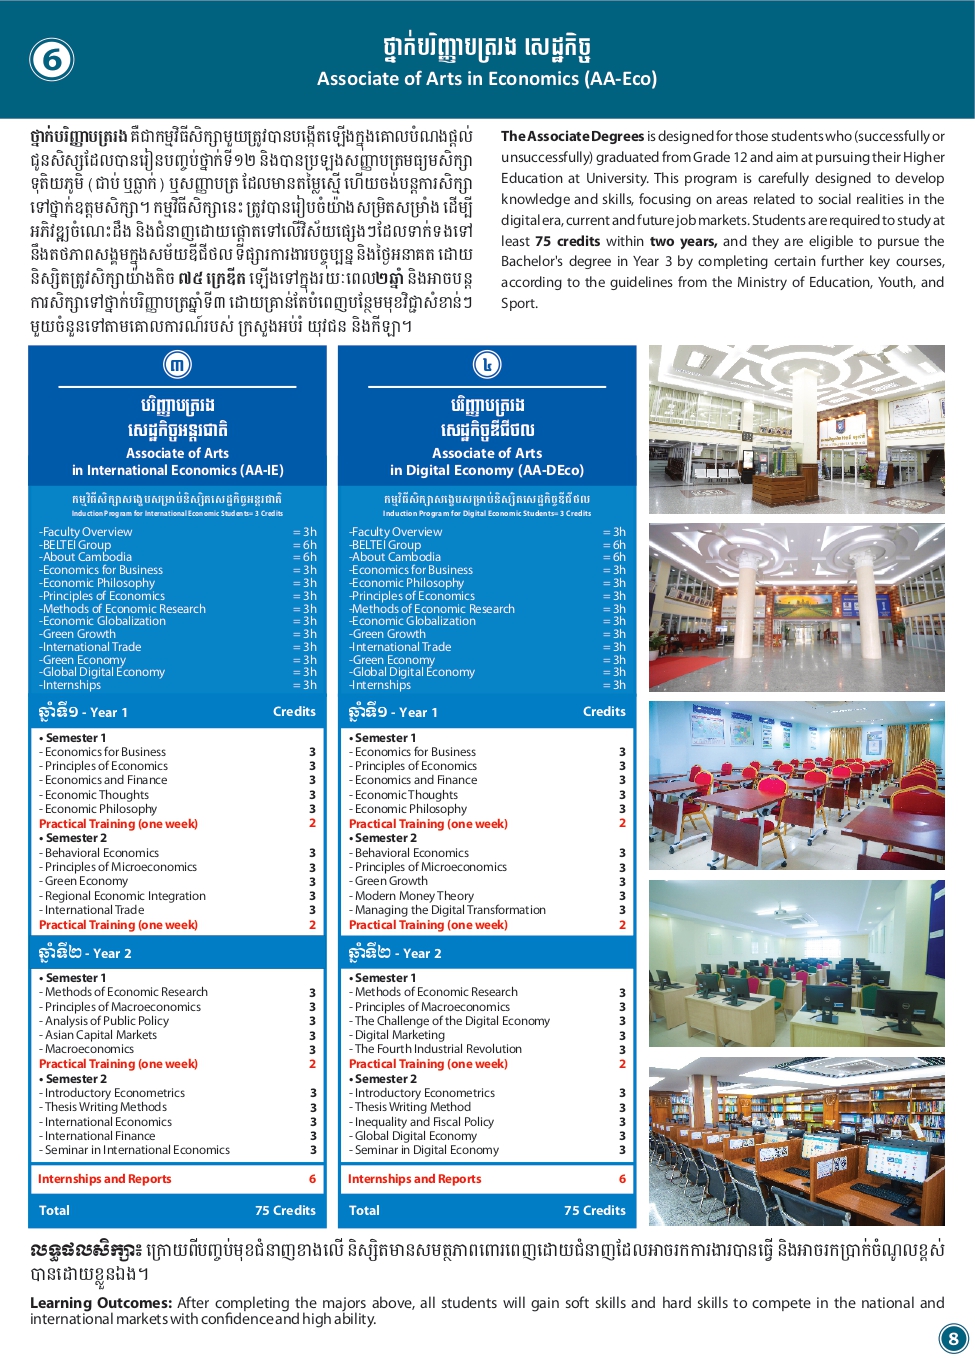 6
ថ្នាក់បរិញ្ញាបត្ររង សេដ្ឋកិច្ច
Associate of Arts in Economics (AA-Eco)
ថ្នាក់បរិញ្ញាបត្ររង គឺជាកម្មវិធីសិក្សាមួយត្រូវបានបង្កើតឡើងក្នុងគោលបំណងផ្តល់
ជូនសិស្សដែលបានរៀនបញ្ចប់ថ្នាក់ទី១២ និងបានប្រឡងសញ្ញាបត្រមធ្យមសិក្សា
ទុតិយភូមិ ( ជាប់ ឬធ្លាក់ ) ឬសញ្ញាបត្រ ដែលមានតម្លៃស្មើ ហើយចង់បន្តការសិក្សា
ទៅថ្នាក់ឧត្តមសិក្សា។ កម្មវិធីសិក្សានេះ ត្រូវបានរៀបចំយ៉ាងសម្រិតសម្រាំង ដើម្បី
អភិវឌ្ឍចំណេះដឹង និងជំនាញដោយផ្តោតទៅលើវិស័យផ្សេងៗដែលទាក់ទងទៅ
នឹងតថភាពសង្គមក្នុងសម័យឌីជីថល ទីផ្សារការងារបច្ចុប្បន្ន និងថ្ងៃអនាគត ដោយ
និស្សិតត្រូវសិក្សាយ៉ាងតិច ៧៥ ក្រេឌីត ឡើងទៅក្នុងរយៈពេល២ឆ្នាំ និងអាចបន្ត
ការសិក្សាទៅថ្នាក់បរិញ្ញាបត្រឆ្នាំទី៣ ដោយគ្រាន់តែបំពេញបន្ថែមមុខវិជ្ជាសំខាន់ៗ
មួយចំនួនទៅតាមគោលការណ៍របស់ ក្រសួងអប់រំ យុវជន និងកីឡា។
The Associate Degrees is designed for those students who (successfully or
unsuccessfully) graduated from Grade 12 and aim at pursuing their Higher
Education at University. This program is carefully designed to develop
knowledge and skills, focusing on areas related to social realities in the
digital era, current and future job markets. Students are required to study at
least 75 credits within two years, and they are eligible to pursue the
Bachelor's degree in Year 3 by completing certain further key courses,
according to the guidelines from the Ministry of Education, Youth, and
Sport.
៣
បរិញ្ញាបត្ររង
សេដ្ឋកិច្ចអន្តរជាតិ
Associate of Arts
in International Economics (AA-IE)
កម្មវិធីសិក្សាសង្ខេបសម្រាប់និស្សិតសេដ្ឋកិច្ចអន្តរជាតិ
Induction Program for International Economic Students= 3 Credits
-Faculty Overview = 3h
-BELTEI Group = 6h
-About Cambodia = 6h
-Economics for Business = 3h
-Economic Philosophy = 3h
-Principles of Economics = 3h
-Methods of Economic Research = 3h
-Economic Globalization = 3h
-Green Growth = 3h
-International Trade = 3h
-Green Economy = 3h
-Global Digital Economy = 3h
-Internships = 3h
ឆ្នាំទី១ - Year 1 Credits
• Semester 1
- Economics for Business 3
- Principles of Economics 3
- Economics and Finance 3
- Economic Thoughts 3
- Economic Philosophy 3
Practical Training (one week) 2
• Semester 2
- Behavioral Economics 3
- Principles of Microeconomics 3
- Green Economy 3
- Regional Economic Integration 3
- International Trade 3
Practical Training (one week) 2
ឆ្នាំទី២ - Year 2
• Semester 1
- Methods of Economic Research 3
- Principles of Macroeconomics 3
- Analysis of Public Policy 3
- Asian Capital Markets 3
- Macroeconomics 3
Practical Training (one week) 2
• Semester 2
- Introductory Econometrics 3
- Thesis Writing Methods 3
- International Economics 3
- International Finance 3
- Seminar in International Economics 3
Internships and Reports 6
Total 75 Credits
៤
បរិញ្ញាបត្ររង
សេដ្ឋកិច្ចឌីជីថល
Associate of Arts
in Digital Economy (AA-DEco)
កម្មវិធីសិក្សាសង្ខេបសម្រាប់និស្សិតសេដ្ឋកិច្ចឌីជីថល
Induction Program for Digital Economic Students= 3 Credits
-Faculty Overview = 3h
-BELTEI Group = 6h
-About Cambodia = 6h
-Economics for Business = 3h
-Economic Philosophy = 3h
-Principles of Economics = 3h
-Methods of Economic Research = 3h
-Economic Globalization = 3h
-Green Growth = 3h
-International Trade = 3h
-Green Economy = 3h
-Global Digital Economy = 3h
-Internships = 3h
ឆ្នាំទី១ - Year 1 Credits
• Semester 1
- Economics for Business 3
- Principles of Economics 3
- Economics and Finance 3
- Economic Thoughts 3
- Economic Philosophy 3
Practical Training (one week) 2
• Semester 2
- Behavioral Economics 3
- Principles of Microeconomics 3
- Green Growth 3
- Modern Money Theory 3
- Managing the Digital Transformation 3
Practical Training (one week) 2
ឆ្នាំទី២ - Year 2
• Semester 1
- Methods of Economic Research 3
- Principles of Macroeconomics 3
- The Challenge of the Digital Economy 3
- Digital Marketing 3
- The Fourth Industrial Revolution 3
Practical Training (one week) 2
• Semester 2
- Introductory Econometrics 3
- Thesis Writing Method 3
- Inequality and Fiscal Policy 3
- Global Digital Economy 3
- Seminar in Digital Economy 3
Internships and Reports 6
Total 75 Credits
លទ្ធផលសិក្សា៖ ក្រោយពីបញ្ចប់មុខជំនាញខាងលើ និស្សិតមានសមត្ថភាពពោរពេញដោយជំនាញដែលអាចរកការងារបានធ្វើ និងអាចរកប្រាក់ចំណូលខ្ពស់
បានដោយខ្លួនឯង។
Learning Outcomes: After completing the majors above, all students will gain soft skills and hard skills to compete in the national and
international markets with confidence and high ability.
8